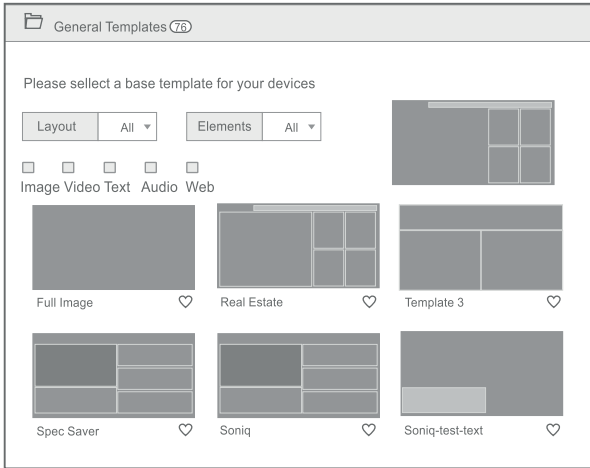 General Templates 76
Please sellect a base template for your devices
Layout All Elements All
Image Video Text Audio Web
Full Image Real Estate Template 3
Spec Saver Soniq Soniq-test-text